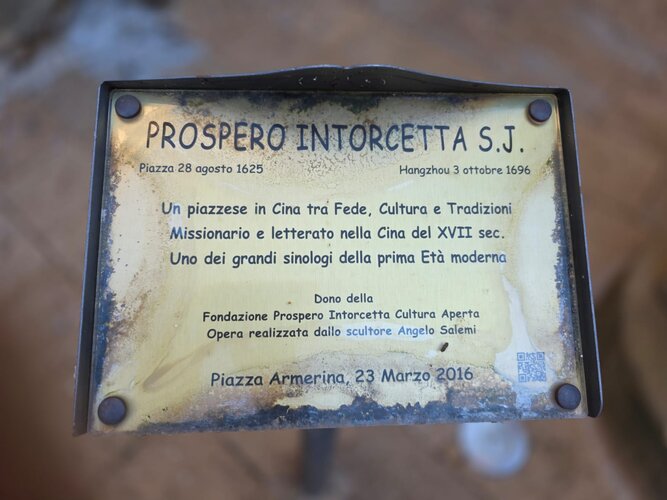 PROSPERO INTORCETTA S.J.
Piazza 28 agosto 1625 Hangzhou 3 ottobre 1696
Un piazzese in Cina tra Fede, Cultura e Tradizioni
Missionario e letterato nella Cina del XVII sec.
Uno dei grandi sinologi della prima Età moderna
Dono della
Fondazione Prospero Intorcetta Cultura Aperta
Opera realizzata dallo scultore Angelo Salemi
Piazza Armerina, 23 Marzo 2016